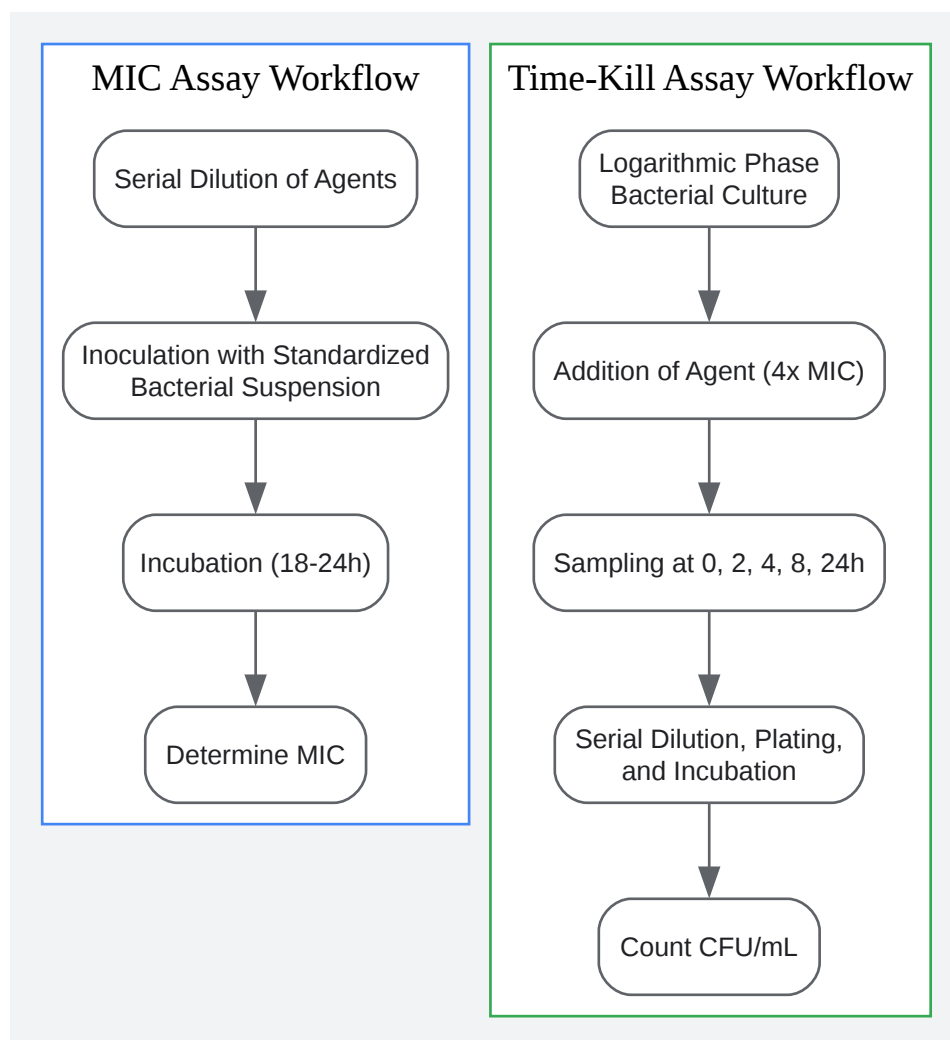 MIC Assay Workflow
Serial Dilution of Agents
Inoculation with Standardized
Bacterial Suspension
Incubation (18-24h)
Determine MIC
Time-Kill Assay Workflow
Logarithmic Phase
Bacterial Culture
Addition of Agent (4x MIC)
Sampling at 0, 2, 4, 8, 24h
Serial Dilution, Plating,
and Incubation
Count CFU/mL